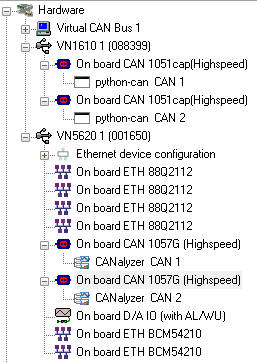 Hardware
Virtual CAN Bus 1
VN1610 1 (088399)
On board CAN 1051cap(Highspeed)
python-can CAN 1
On board CAN 1051cap(Highspeed)
python-can CAN 2
VN5620 1 (001650)
Ethernet device configuration
On board ETH 88Q2112
On board ETH 88Q2112
On board ETH 88Q2112
On board ETH 88Q2112
On board CAN 1057G (Highspeed)
CANalyzer CAN 1
On board CAN 1057G (Highspeed)
CANalyzer CAN 2
On board D/A IO (with AL/WU)
On board ETH BCM54210
On board ETH BCM54210